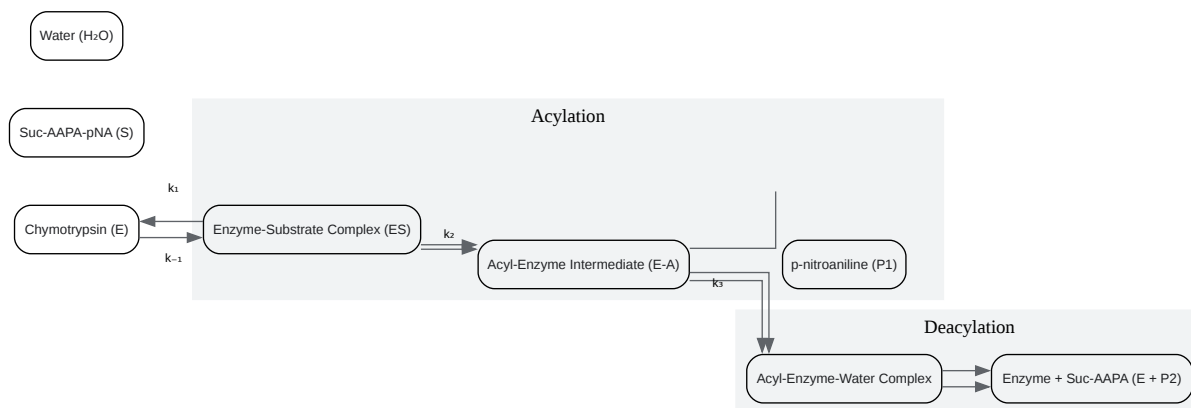 Water (H₂O)
Suc-AAPA-pNA (S)
Acylation
k₁
Chymotrypsin (E)
Enzyme-Substrate Complex (ES)
k₋₁
k₂
Acyl-Enzyme Intermediate (E-A)
p-nitroaniline (P1)
k₃
Deacylation
Acyl-Enzyme-Water Complex
Enzyme + Suc-AAPA (E + P2)